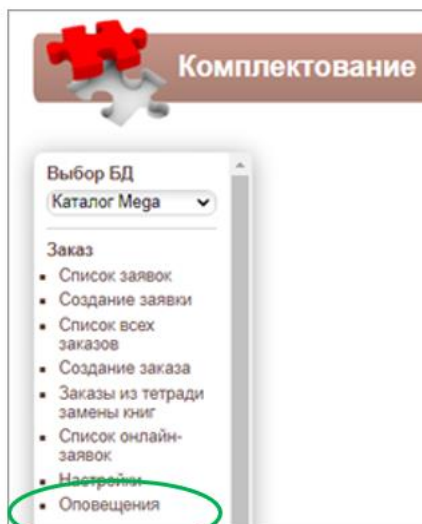 Комплектование
Выбор БД
Каталог Mega
Заказ
Список заявок
Создание заявки
Список всех
заказов
Создание заказа
Заказы из тетради
замены книг
Список онлайн-
заявок
Настройки
Оповещения